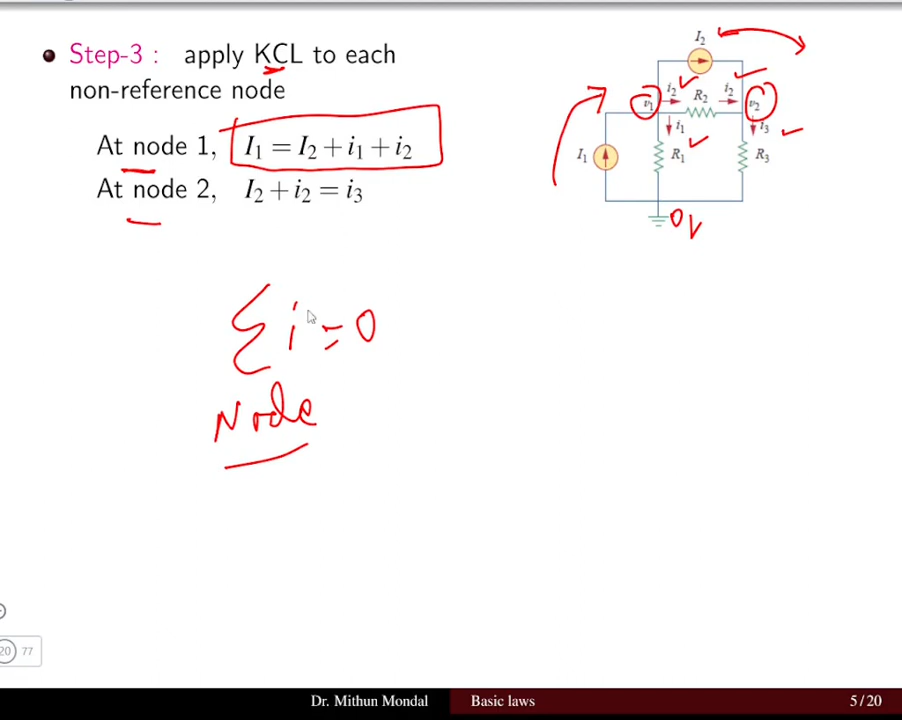 Step-3 : apply KCL to each
non-reference node
At node 1, I₁ = I₂ + i₁ + i₂
At node 2, I₂ + i₂ = i₃
I₂
i₂ R₂ i₂
v₁ v₂
i₁ i₃
I₁ R₁ R₃
0V
Σ i = 0
Node
20 77
Dr. Mithun Mondal Basic laws 5/20